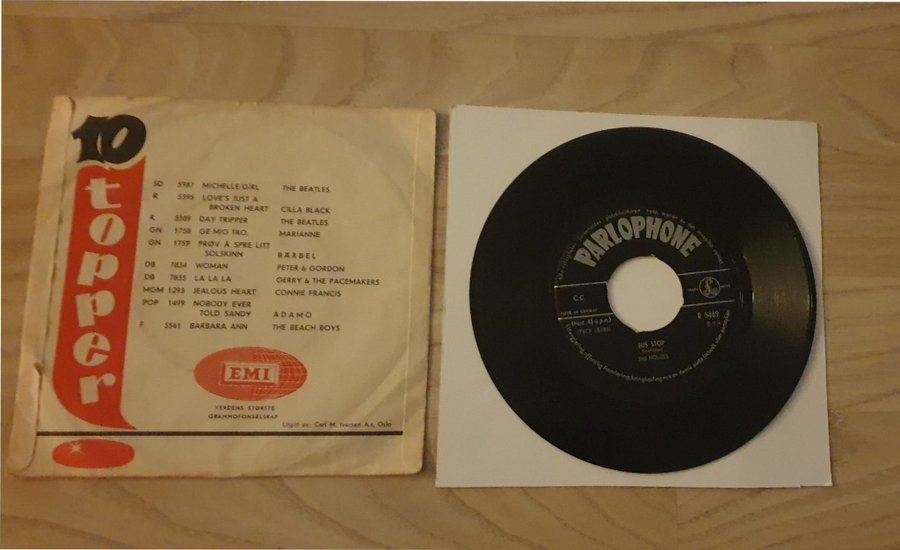 10
topper
SD 5987 MICHELLE/GIRL THE BEATLES
R 5395 LOVE'S JUST A
BROKEN HEART CILLA BLACK
R 5389 DAY TRIPPER THE BEATLES
GN 1758 GE MIG TRO, MARIANNE
GN 1759 PRØV Å SPRE LITT
SOLSKINN BÄRBEL
DB 7834 WOMAN PETER & GORDON
DB 7835 LA LA LA GERRY & THE PACEMAKERS
MGM 1293 JEALOUS HEART CONNIE FRANCIS
POP 1499 NOBODY EVER
TOLD SANDY ADAMO
F 5561 BARBARA ANN THE BEACH BOYS
EMI
VERDENS STØRSTE
GRAMMOFONSELSKAP
Utgitt av: Carl M. Iversen A.s, Oslo
PARLOPHONE
C.C.
R 5469
BUS STOP
THE HOLLIES